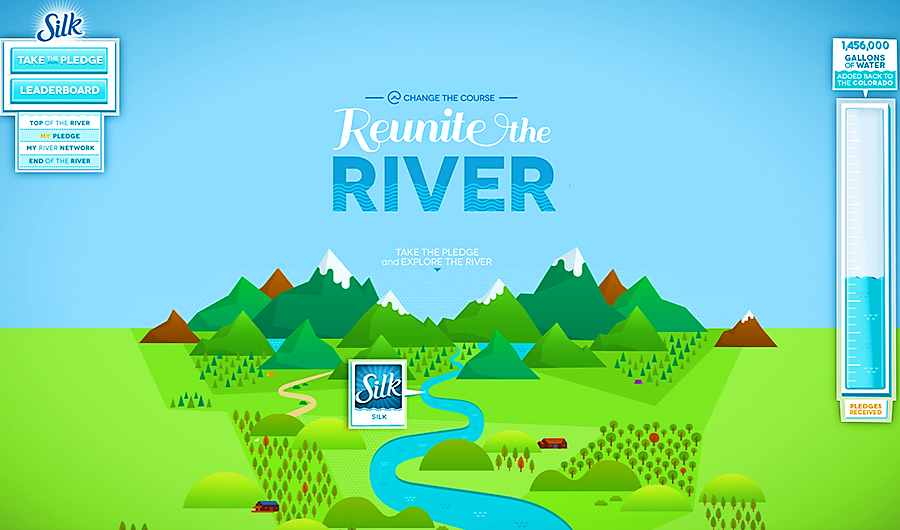 Silk
TAKE THE PLEDGE
LEADERBOARD
TOP OF THE RIVER
MY PLEDGE
MY RIVER NETWORK
END OF THE RIVER
CHANGE THE COURSE
Reunite the
RIVER
TAKE THE PLEDGE
and EXPLORE THE RIVER
Silk
SILK
1,456,000
GALLONS
OF WATER
ADDED BACK TO
THE COLORADO
PLEDGES
RECEIVED